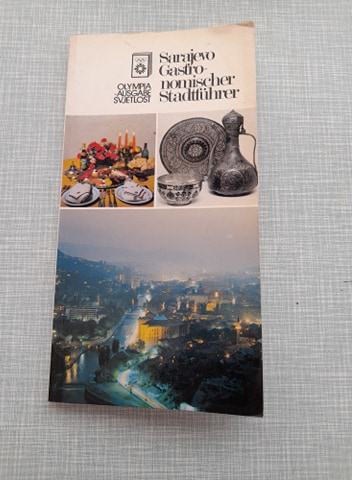 OLYMPIA
-AUSGABE
SVJETLOST
Sarajevo
Gastro-
nomischer
Stadtführer